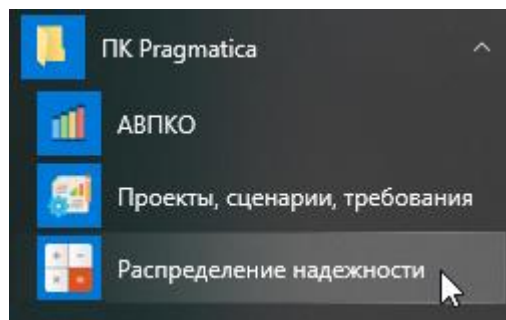 ПК Pragmatica
АВПКО
Проекты, сценарии, требования
Распределение надежности